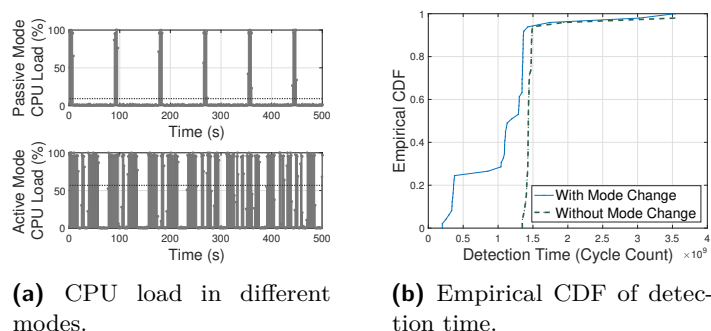 Passive Mode
CPU Load (%)
100
50
0
0 100 200 300 400 500
Time (s)
Active Mode
CPU Load (%)
100
50
0
0 100 200 300 400 500
Time (s)
(a) CPU load in different
modes.
Empirical CDF
1
0.8
0.6
0.4
0.2
0
With Mode Change
Without Mode Change
0 0.5 1 1.5 2 2.5 3 3.5 4
Detection Time (Cycle Count) ×10⁹
(b) Empirical CDF of detec-
tion time.